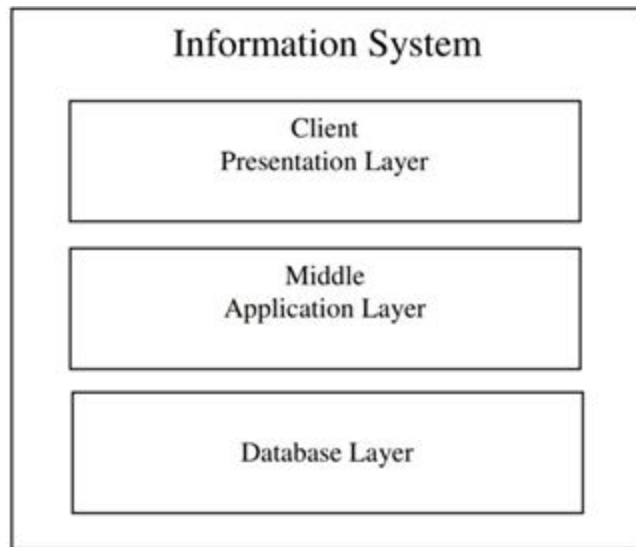 Information System
Client
Presentation Layer
Middle
Application Layer
Database Layer